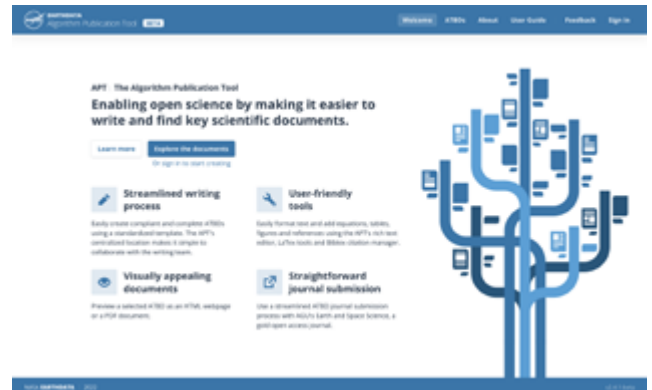 EARTHDATA
Algorithm Publication Tool BETA
Welcome ATBDs About User Guide Feedback Sign in
APT The Algorithm Publication Tool
Enabling open science by making it easier to
write and find key scientific documents.
Learn more Explore the documents
Or sign in to start creating
Streamlined writing
process
Easily create compliant and complete ATBDs
using a standardized template. The APT's
centralized location makes it simple to
collaborate with the writing team.
User-friendly
tools
Easily format text and add equations, tables,
figures and references using the APT's rich text
editor, LaTex tools and Bibtex citation manager.
Visually appealing
documents
Preview a selected ATBD as an HTML webpage
or a PDF document.
Straightforward
journal submission
Use a streamlined ATBD journal submission
process with AGU's Earth and Space Science, a
gold open access journal.
NASA EARTHDATA 2022